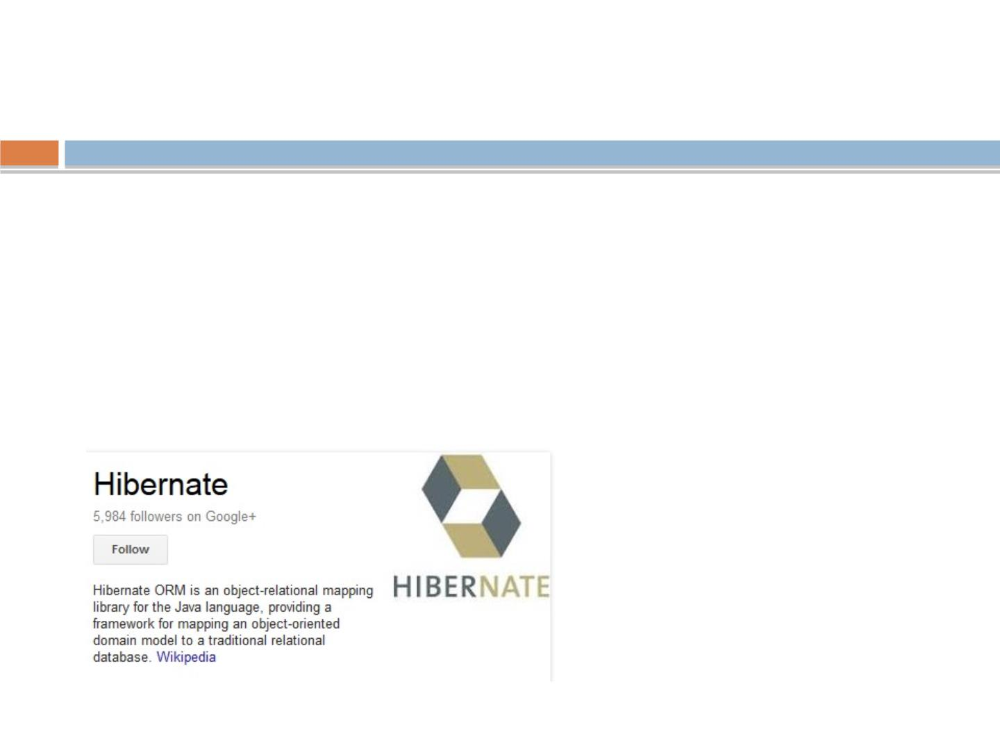 Hibernate
5,984 followers on Google+
Follow
Hibernate ORM is an object-relational mapping
library for the Java language, providing a
framework for mapping an object-oriented
domain model to a traditional relational
database. Wikipedia
HIBERNATE